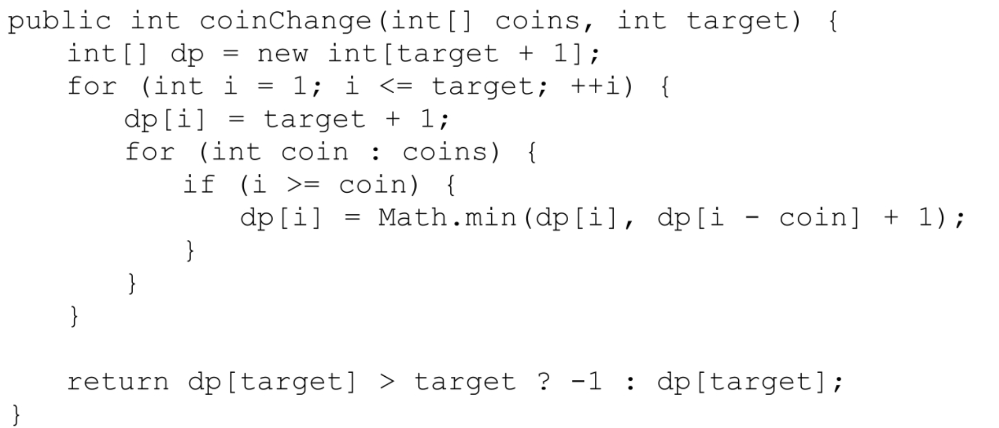 public int coinChange(int[] coins, int target) {
    int[] dp = new int[target + 1];
    for (int i = 1; i <= target; ++i) {
        dp[i] = target + 1;
        for (int coin : coins) {
            if (i >= coin) {
                dp[i] = Math.min(dp[i], dp[i - coin] + 1);
            }
        }
    }
    return dp[target] > target ? -1 : dp[target];
}